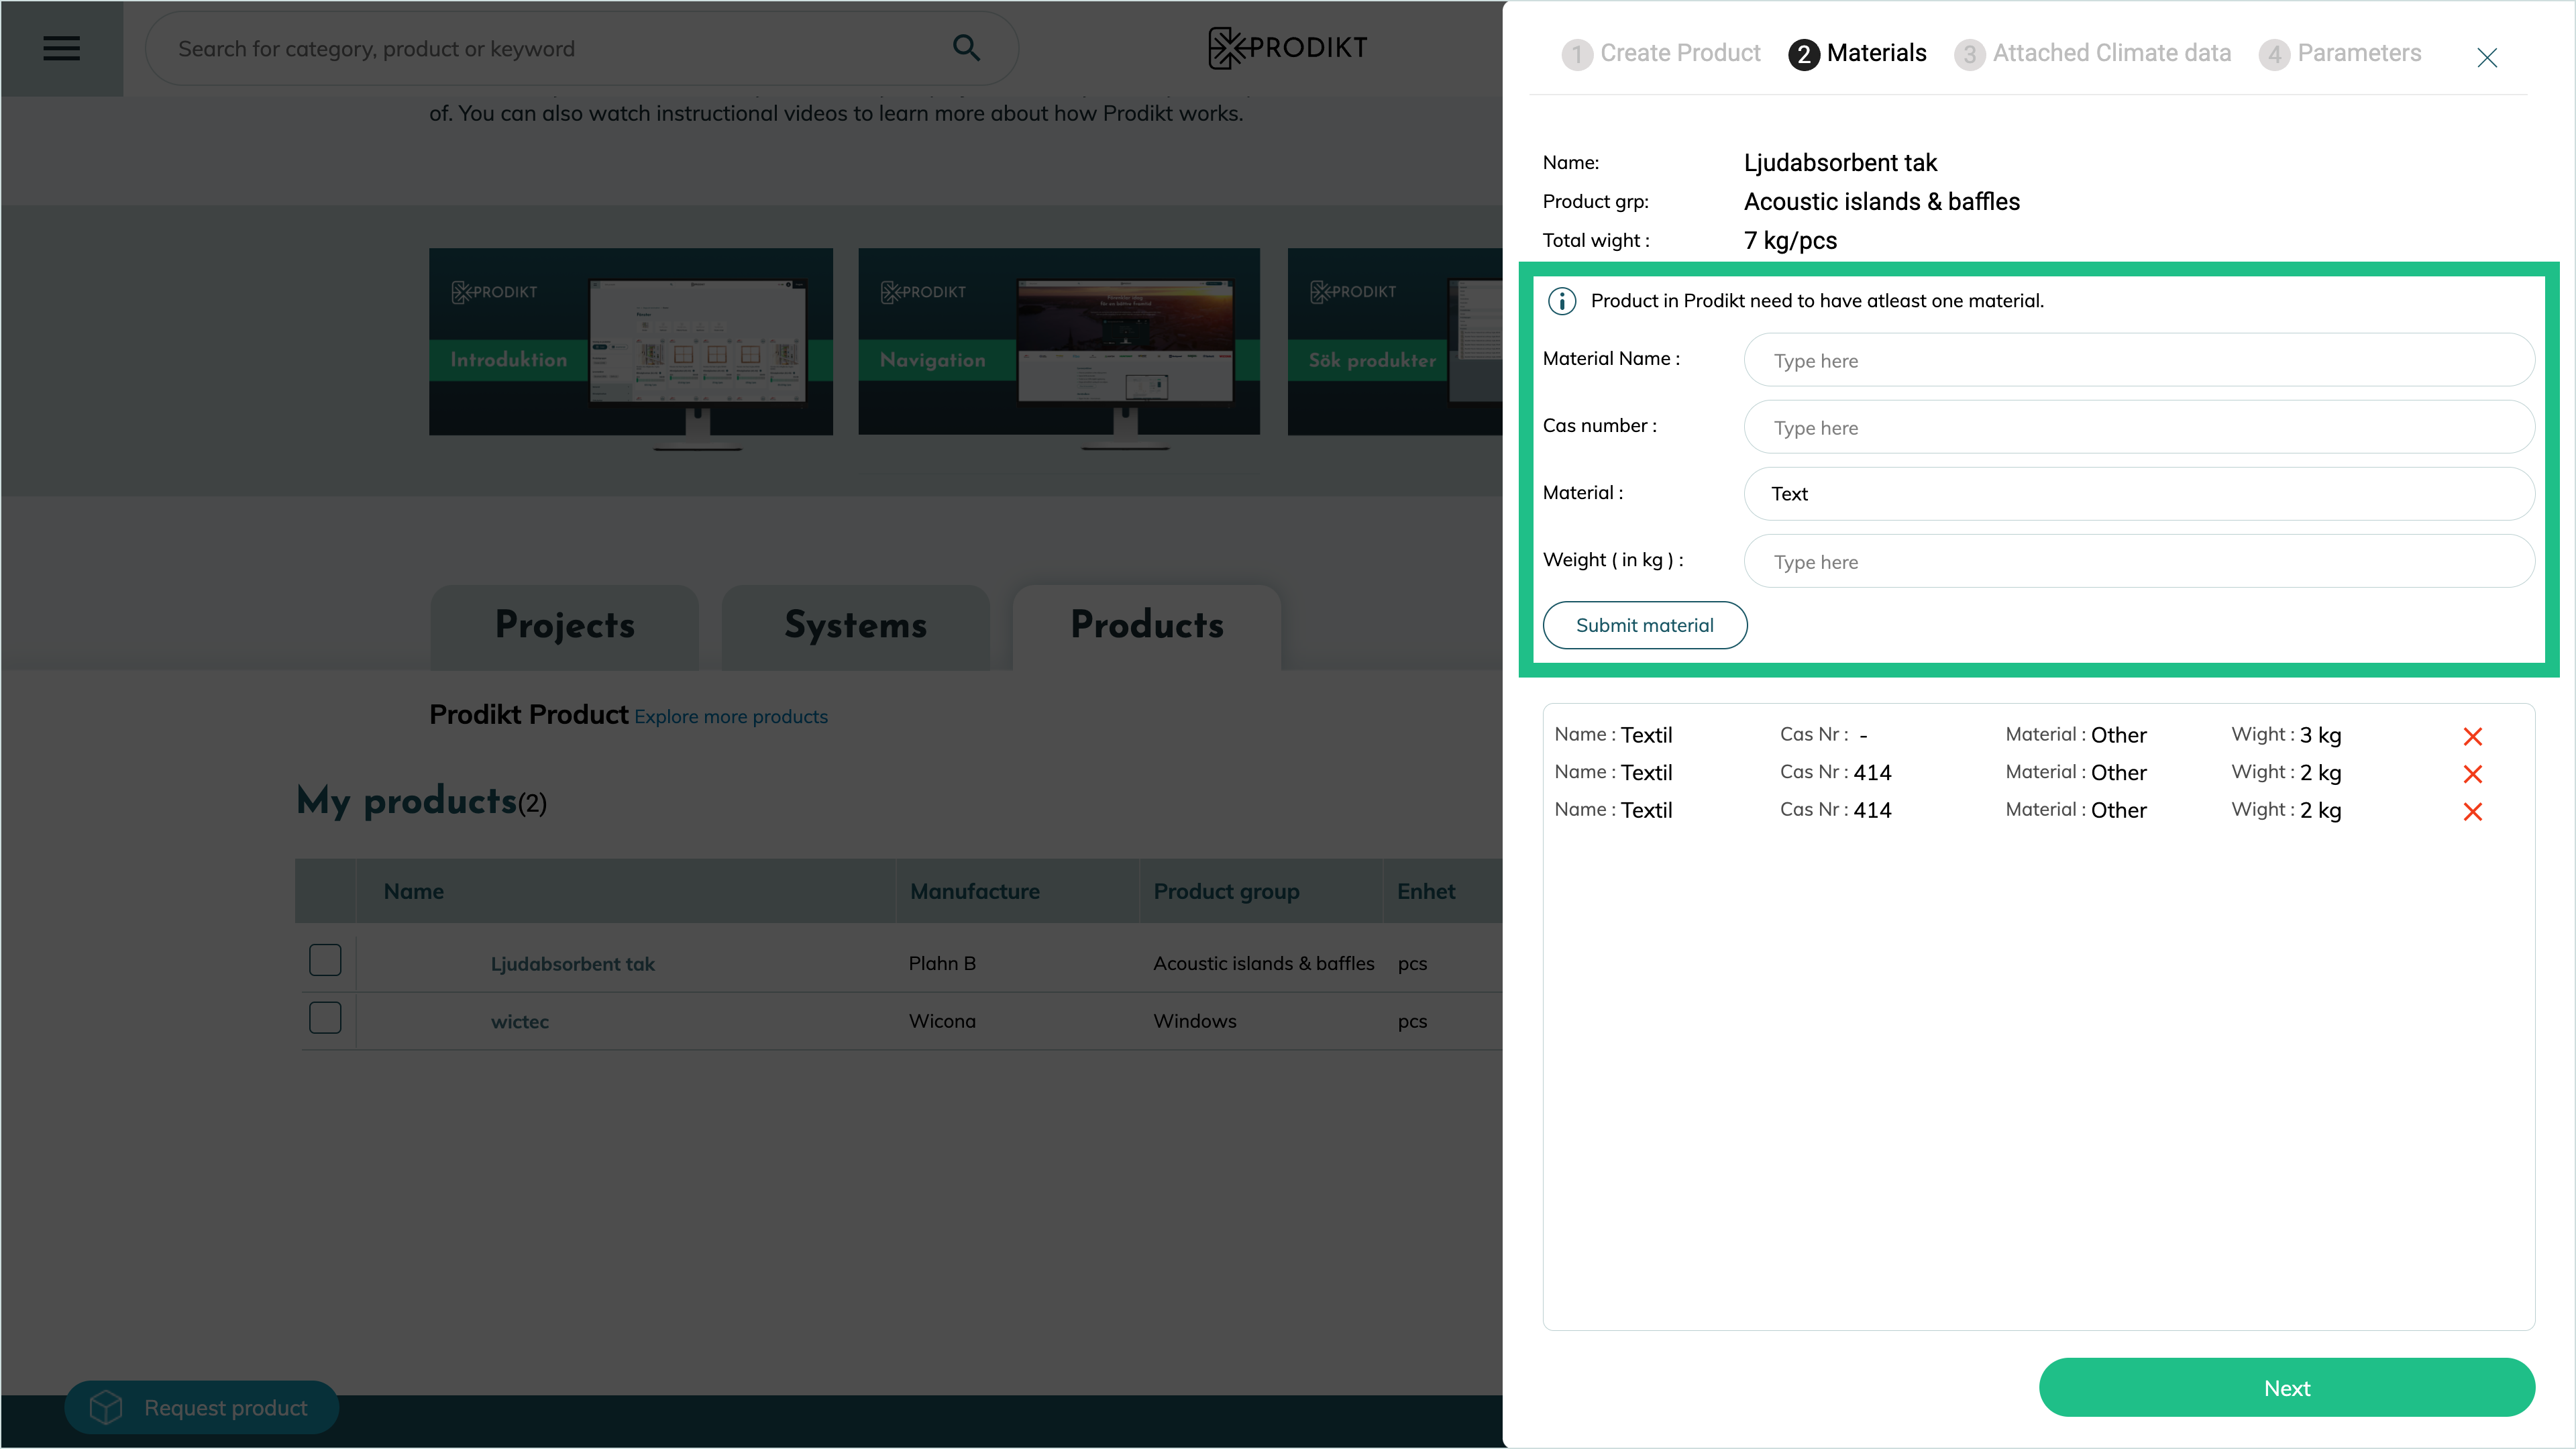 Search for category, product or keyword
PRODIKT
of. You can also watch instructional videos to learn more about how Prodikt works.
PRODIKT
Introduktion
PRODIKT
Navigation
PRODIKT
Sök produkter
Projects
Systems
Products
Prodikt Product Explore more products
My products(2)
Name Manufacture Product group Enhet
Ljudabsorbent tak Plahn B Acoustic islands & baffles pcs
wictec Wicona Windows pcs
Request product
1 Create Product 2 Materials 3 Attached Climate data 4 Parameters
Name: Ljudabsorbent tak
Product grp: Acoustic islands & baffles
Total wight : 7 kg/pcs
Product in Prodikt need to have atleast one material.
Material Name : Type here
Cas number : Type here
Material : Text
Weight ( in kg ) : Type here
Submit material
Name : Textil Cas Nr : - Material : Other Wight : 3 kg
Name : Textil Cas Nr : 414 Material : Other Wight : 2 kg
Name : Textil Cas Nr : 414 Material : Other Wight : 2 kg
Next